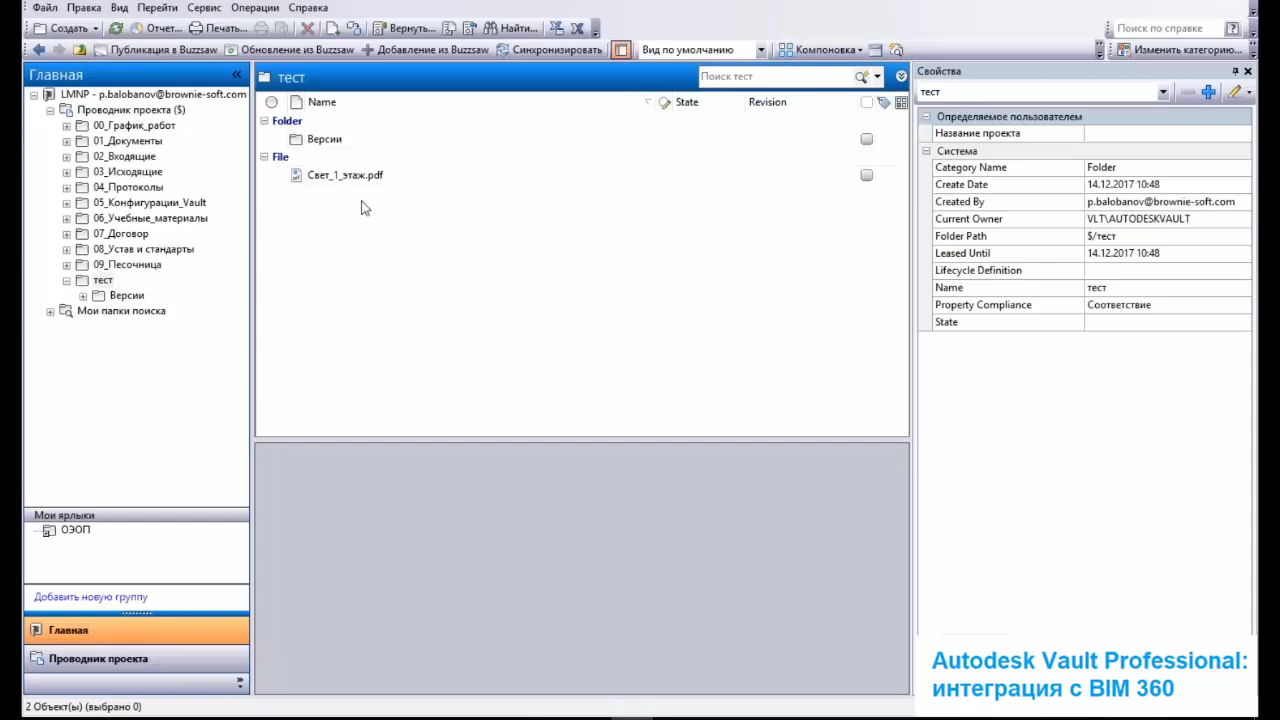 Файл Правка Вид Перейти Сервис Операции Справка
Создать Отчет... Печать... Вернуть... Найти... Поиск по справке
Публикация в Buzzsaw Обновление из Buzzsaw Добавление из Buzzsaw Синхронизировать Вид по умолчанию Компоновка Изменить категорию...
Главная
LMNP - p.balobanov@brownie-soft.com
Проводник проекта ($)
00_График_работ
01_Документы
02_Входящие
03_Исходящие
04_Протоколы
05_Конфигурации_Vault
06_Учебные_материалы
07_Договор
08_Устав и стандарты
09_Песочница
тест
Версии
Мои папки поиска
Мои ярлыки
ОЭОП
Добавить новую группу
Главная
Проводник проекта
2 Объект(ы) (выбрано 0)
тест
Поиск тест
Name State Revision
Folder
Версии
File
Свет_1_этаж.pdf
Свойства
тест
Определяемое пользователем
Название проекта
Система
Category Name Folder
Create Date 14.12.2017 10:48
Created By p.balobanov@brownie-soft.com
Current Owner VLT\AUTODESKVAULT
Folder Path $/тест
Leased Until 14.12.2017 10:48
Lifecycle Definition
Name тест
Property Compliance Соответствие
State
Autodesk Vault Professional:
интеграция с BIM 360